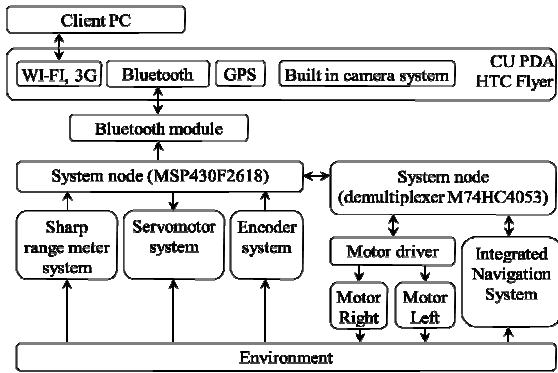 Client PC
CU PDA
HTC Flyer
WI-FI, 3G
Bluetooth
GPS
Built in camera system
Bluetooth module
System node (MSP430F2618)
System node
(demultiplexer M74HC4053)
Sharp
range meter
system
Servomotor
system
Encoder
system
Motor driver
Integrated
Navigation
System
Motor
Right
Motor
Left
Environment